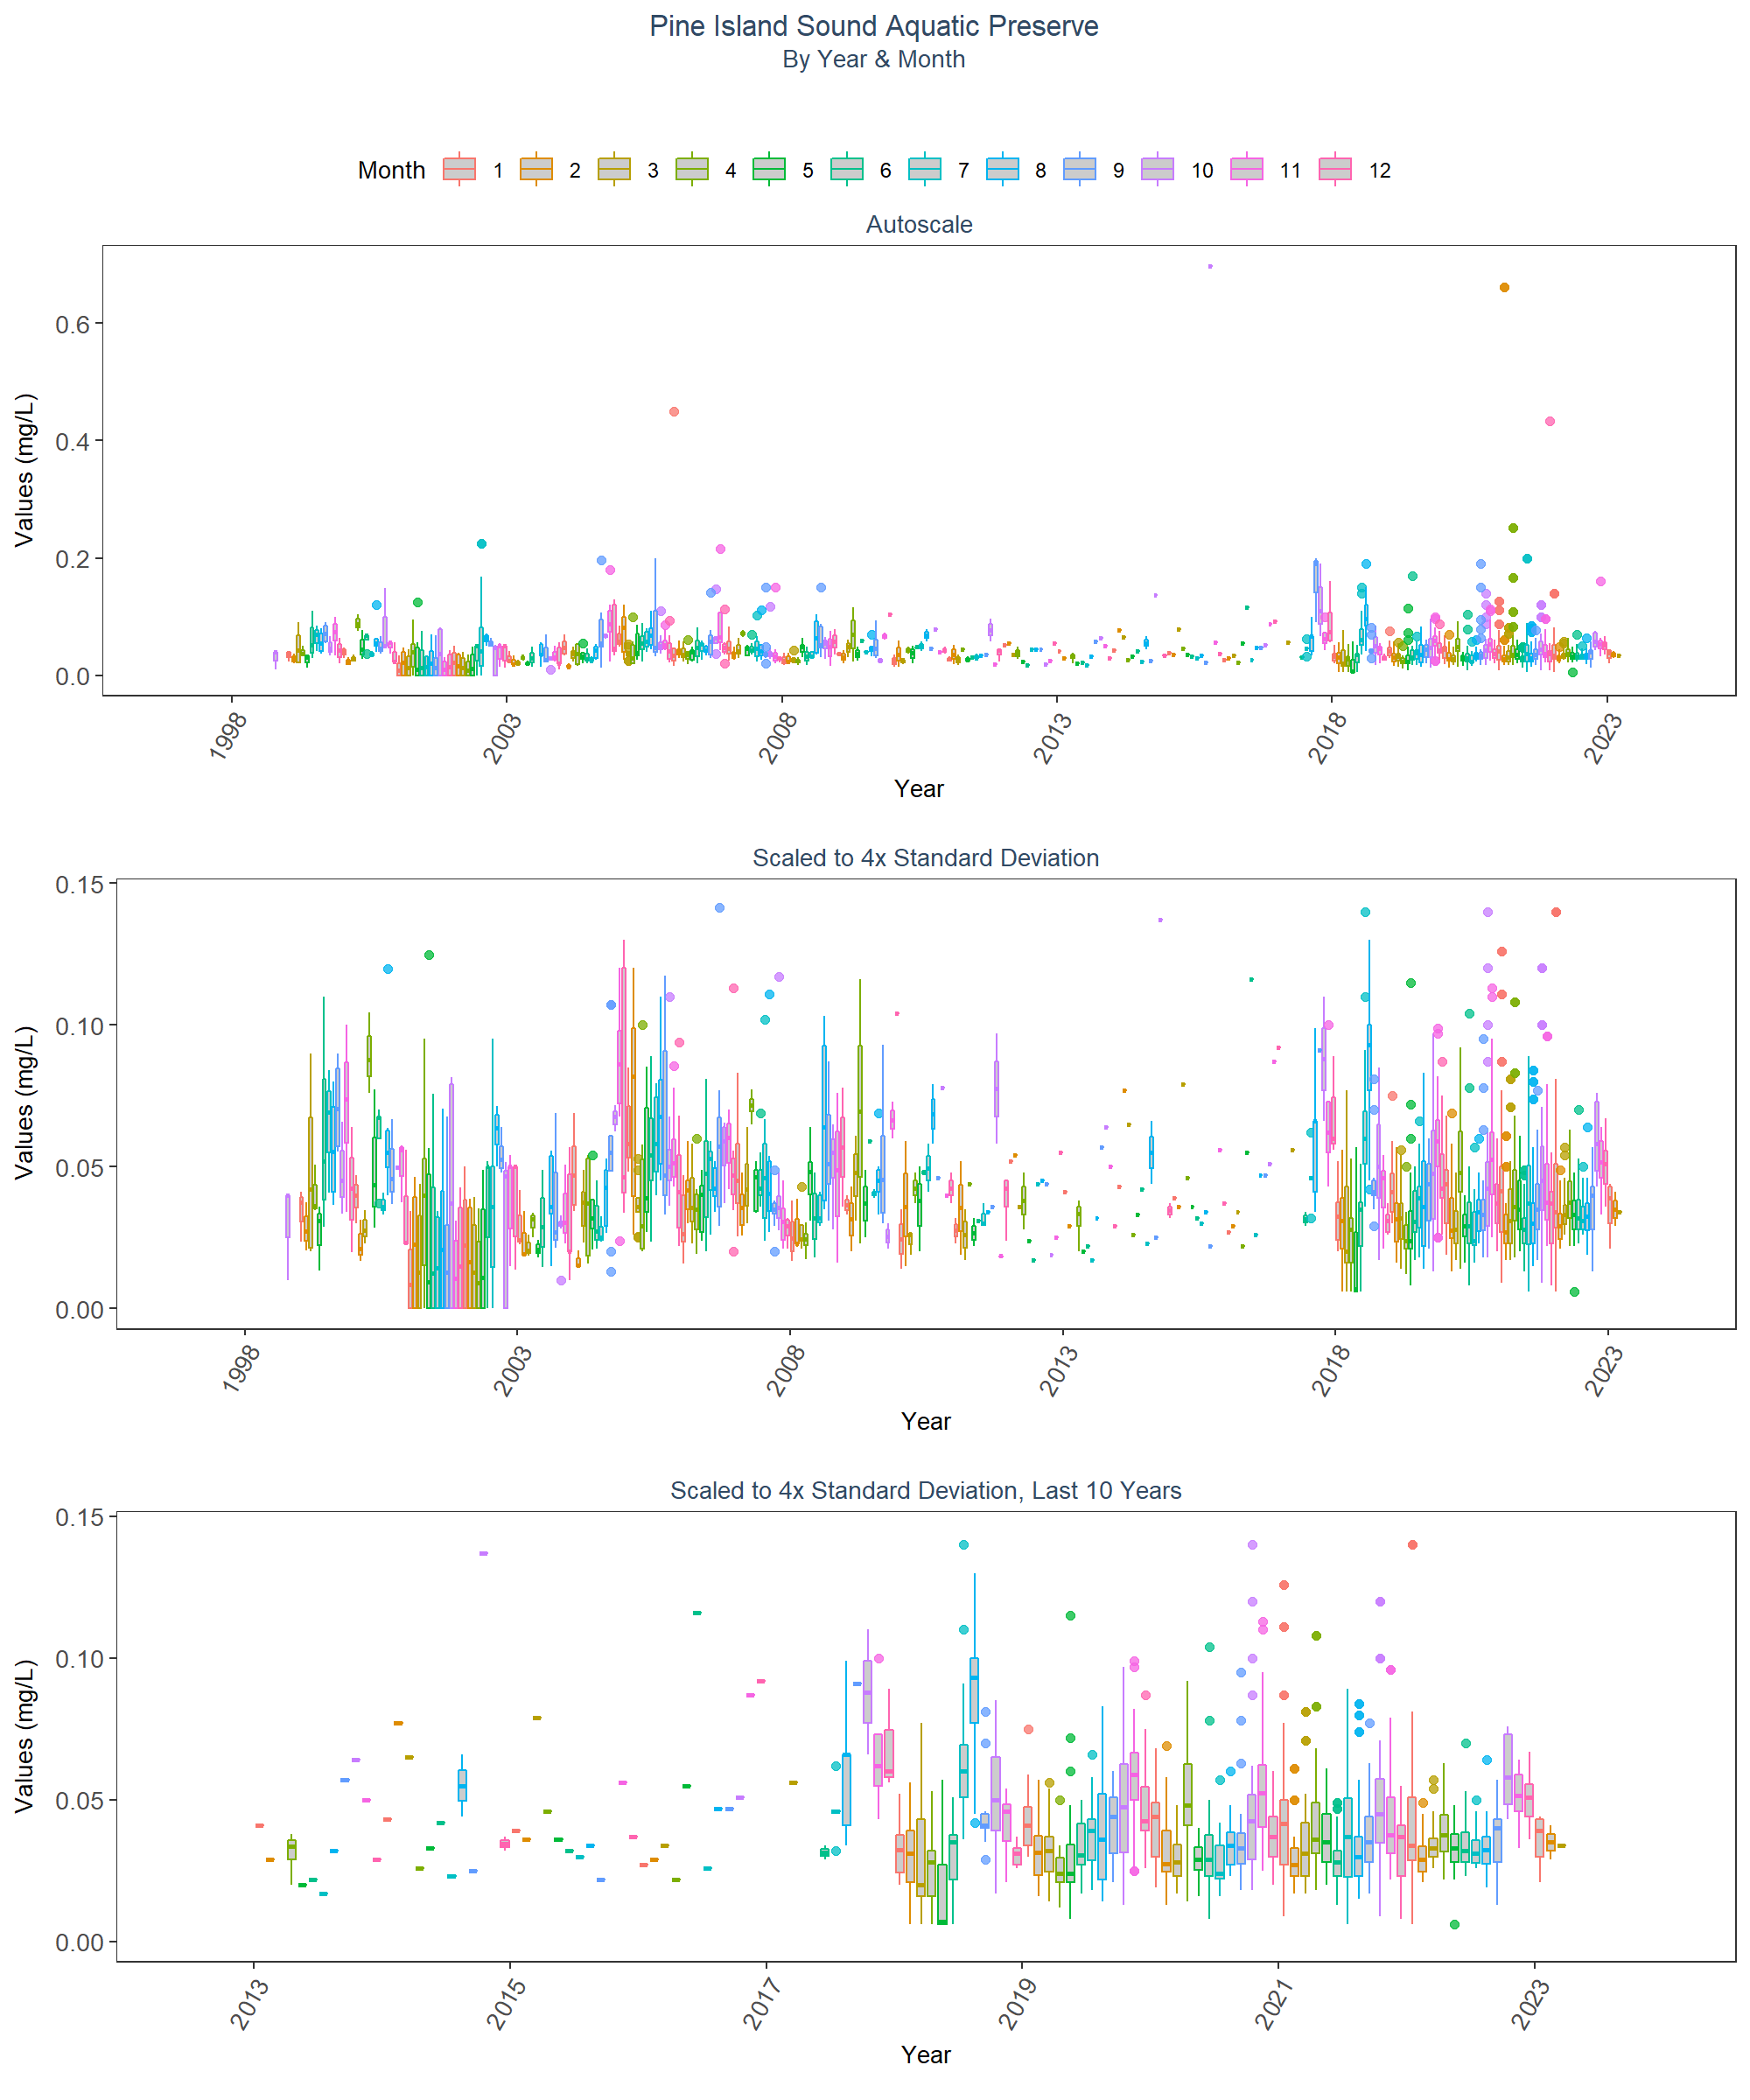 Pine Island Sound Aquatic Preserve
By Year & Month
Month 1 2 3 4 5 6 7 8 9 10 11 12
Autoscale
Values (mg/L)
0.6
0.4
0.2
0.0
1998 2003 2008 2013 2018 2023
Year
Scaled to 4x Standard Deviation
Values (mg/L)
0.15
0.10
0.05
0.00
1998 2003 2008 2013 2018 2023
Year
Scaled to 4x Standard Deviation, Last 10 Years
Values (mg/L)
0.15
0.10
0.05
0.00
2013 2015 2017 2019 2021 2023
Year